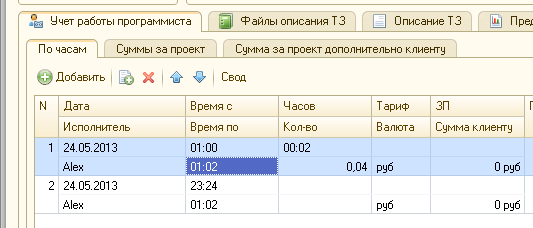 Учет работы программиста Файлы описания ТЗ Описание ТЗ
По часам Суммы за проект Сумма за проект дополнительно клиенту
Добавить Свод
N Дата Время с Часов Тариф ЗП
Исполнитель Время по Кол-во Валюта Сумма клиенту
1 24.05.2013 01:00 00:02
Alex 01:02 0,04 руб 0 руб
2 24.05.2013 23:24
Alex 01:02 руб 0 руб